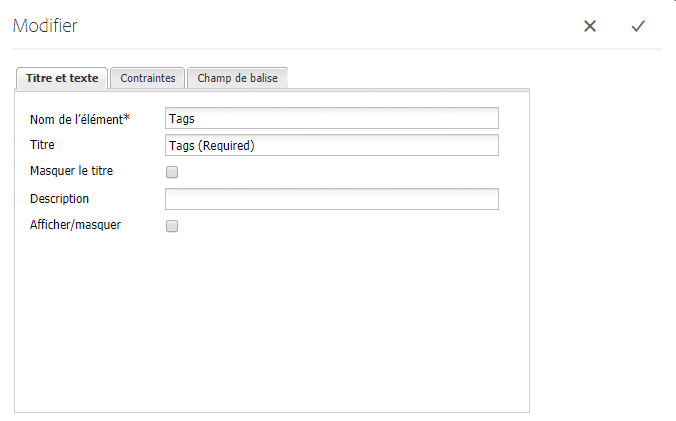 Modifier
Titre et texte Contraintes Champ de balise
Nom de l'élément* Tags
Titre Tags (Required)
Masquer le titre
Description
Afficher/masquer